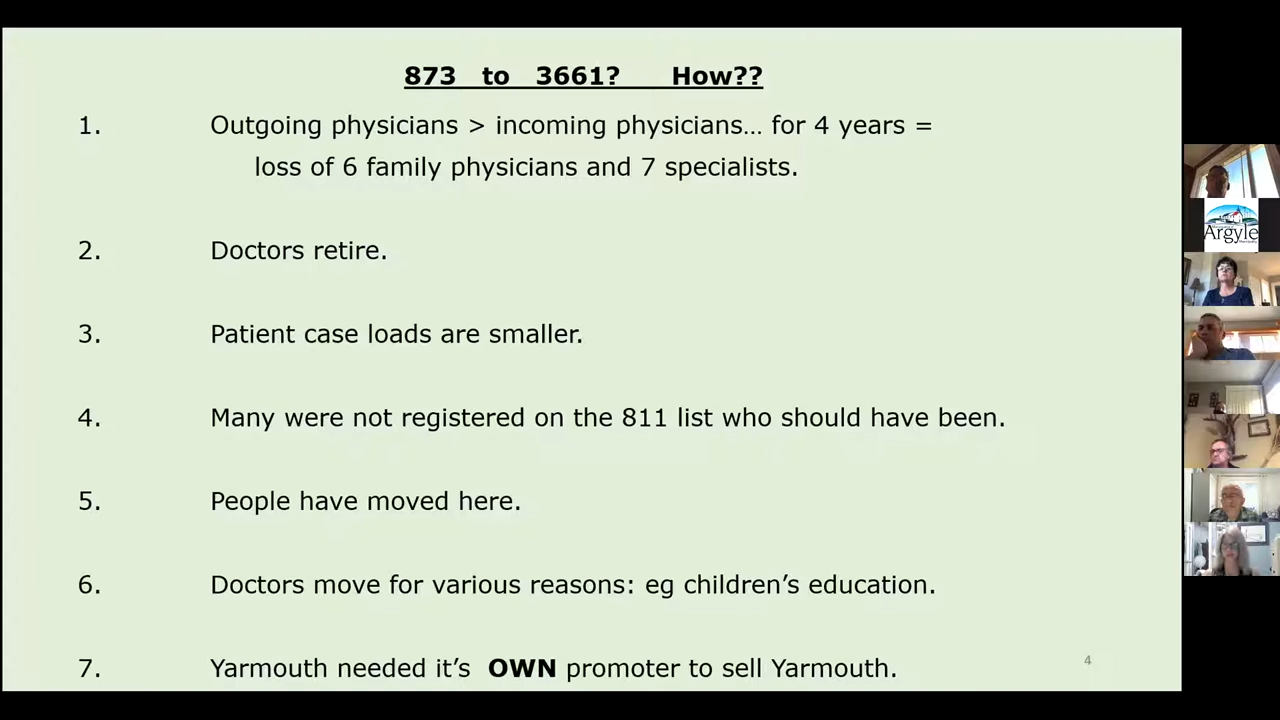 873 to 3661? How??
1. Outgoing physicians > incoming physicians… for 4 years =
loss of 6 family physicians and 7 specialists.
2. Doctors retire.
3. Patient case loads are smaller.
4. Many were not registered on the 811 list who should have been.
5. People have moved here.
6. Doctors move for various reasons: eg children’s education.
7. Yarmouth needed it’s OWN promoter to sell Yarmouth.
4
Argyle